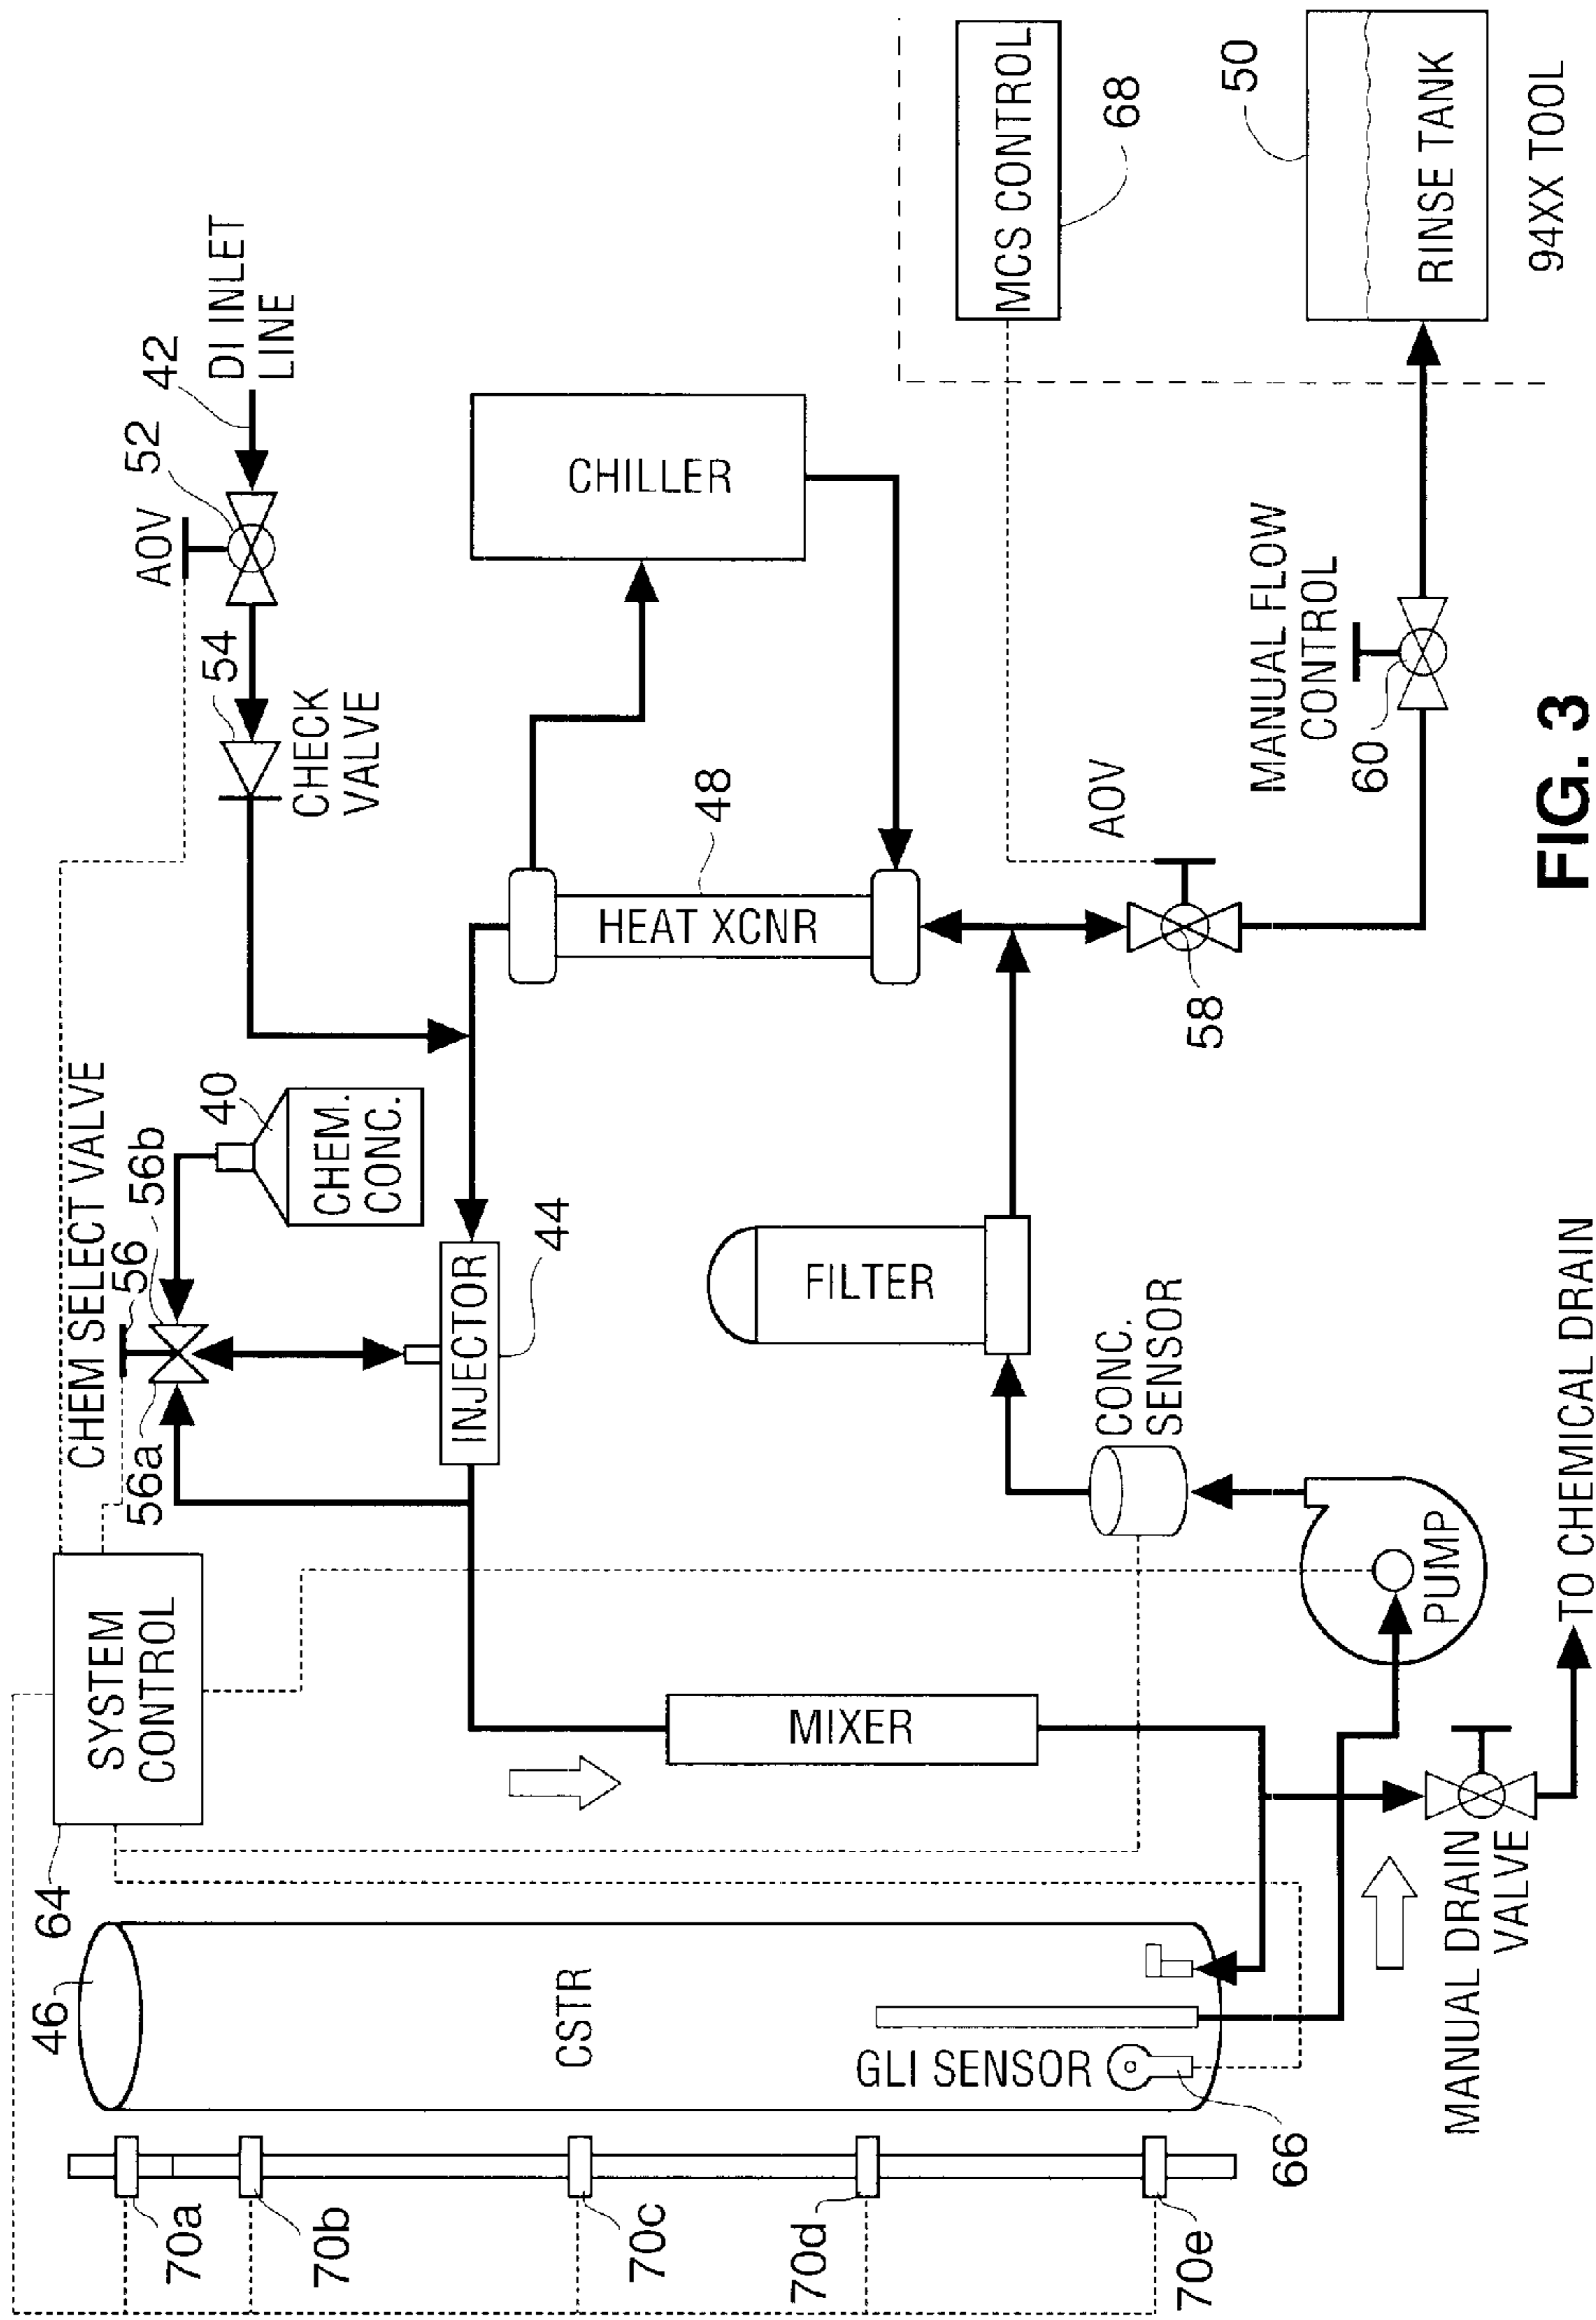 46
64
SYSTEM
CONTROL
CHEM SELECT VALVE
56
56a
56b
40
CHEM.
CONC.
54
CHECK
VALVE
AOV
52
42
DI INLET
LINE
INJECTOR
44
HEAT XCNR
48
CHILLER
CSTR
MIXER
FILTER
CONC.
SENSOR
GLI SENSOR
66
70a
70b
70c
70d
70e
PUMP
MANUAL DRAIN
VALVE
TO CHEMICAL DRAIN
AOV
58
MANUAL FLOW
CONTROL
60
MCS CONTROL
68
50
RINSE TANK
94XX TOOL
FIG. 3